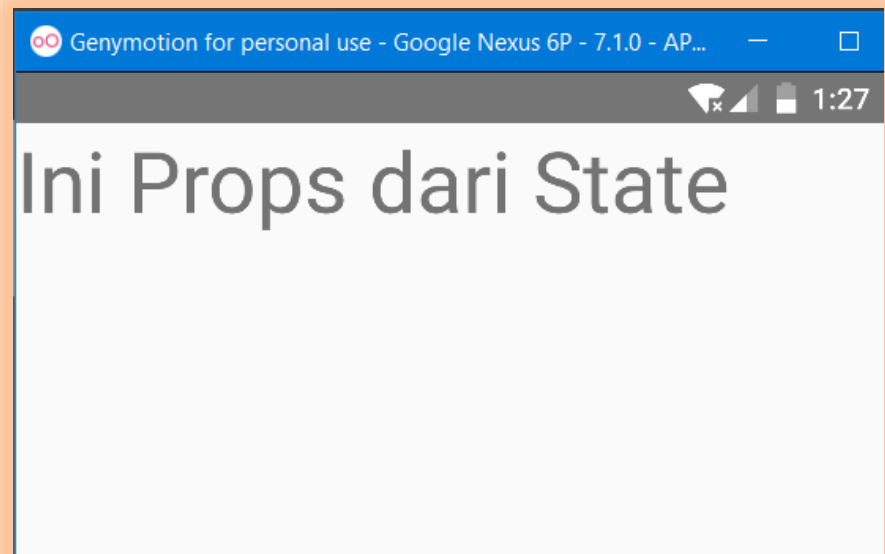 Genymotion for personal use - Google Nexus 6P - 7.1.0 - AP...
1:27
Ini Props dari State